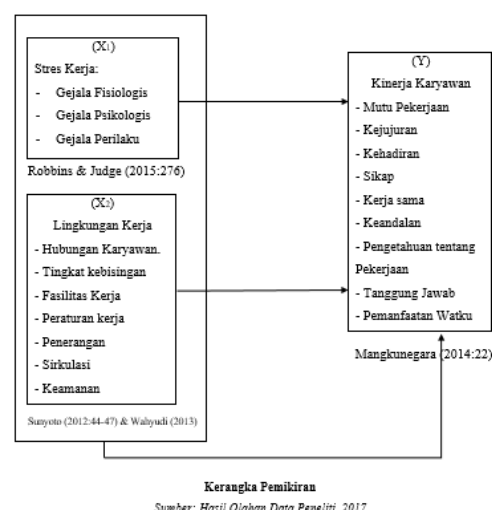 (X1)
Stres Kerja:
- Gejala Fisiologis
- Gejala Psikologis
- Gejala Perilaku
Robbins & Judge (2015:276)
(X2)
Lingkungan Kerja
- Hubungan Karyawan.
- Tingkat kebisingan
- Fasilitas Kerja
- Peraturan kerja
- Penerangan
- Sirkulasi
- Keamanan
Sunyoto (2012:44-47) & Wahyudi (2013)
(Y)
Kinerja Karyawan
- Mutu Pekerjaan
- Kejujuran
- Kehadiran
- Sikap
- Kerja sama
- Keandalan
- Pengetahuan tentang
Pekerjaan
- Tanggung Jawab
- Pemanfaatan Watku
Mangkunegara (2014:22)
Kerangka Pemikiran
Sumber: Hasil Olahan Data Peneliti, 2017